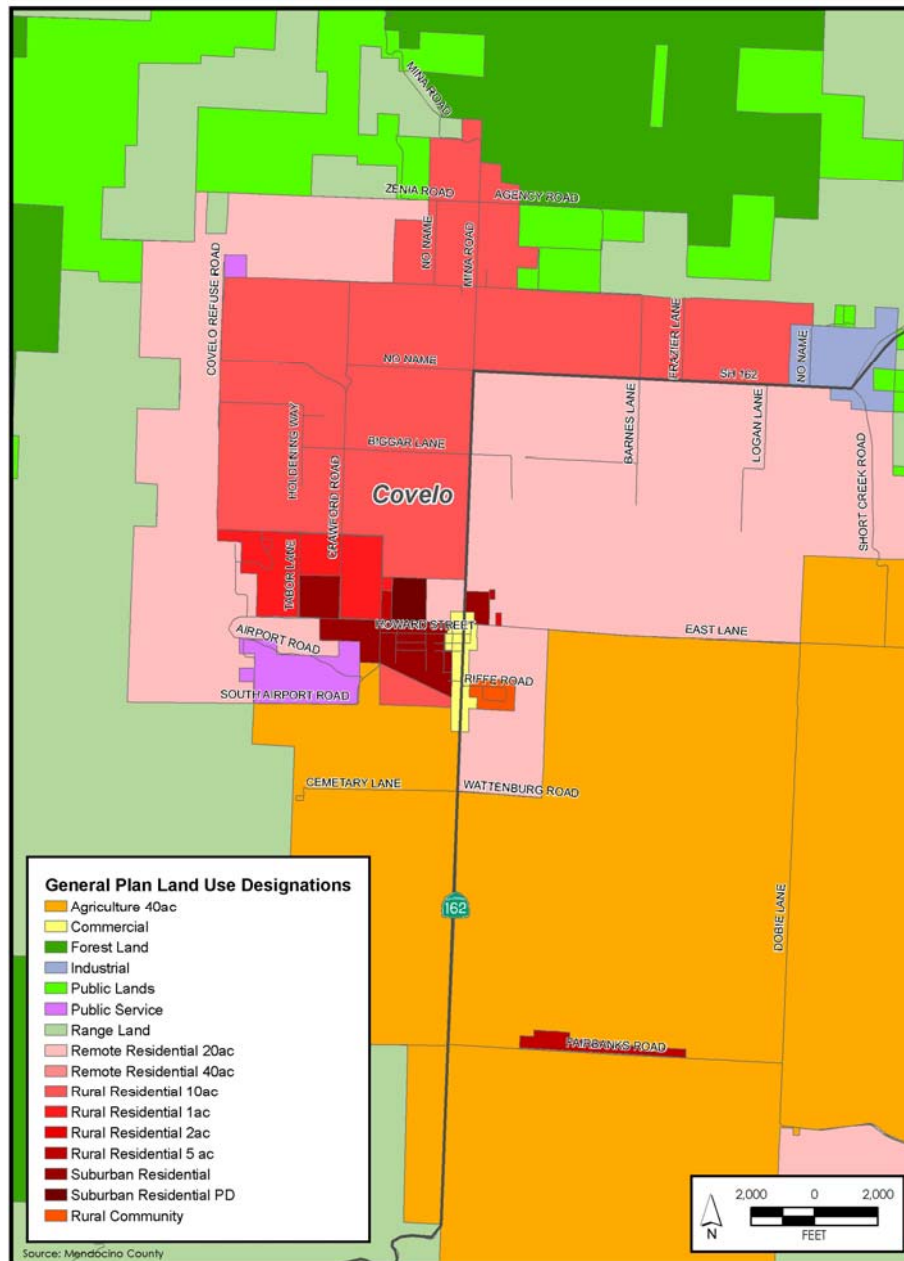 MINA ROAD
ZENIA ROAD
AGENCY ROAD
NO NAME
MINA ROAD
COVELO REFUSE ROAD
FRAZIER LANE
NO NAME
NO NAME
SH 162
HOLDENING WAY
BIGGAR LANE
BARNES LANE
LOGAN LANE
CRAWFORD ROAD
Covelo
SHORT CREEK ROAD
TABOR LANE
HOWARD STREET
EAST LANE
AIRPORT ROAD
RIFFE ROAD
SOUTH AIRPORT ROAD
CEMETARY LANE
WATTENBURG ROAD
162
DOBIE LANE
FAIRBANKS ROAD
General Plan Land Use Designations
Agriculture 40ac
Commercial
Forest Land
Industrial
Public Lands
Public Service
Range Land
Remote Residential 20ac
Remote Residential 40ac
Rural Residential 10ac
Rural Residential 1ac
Rural Residential 2ac
Rural Residential 5 ac
Suburban Residential
Suburban Residential PD
Rural Community
N
2,000 0 2,000
FEET
Source: Mendocino County